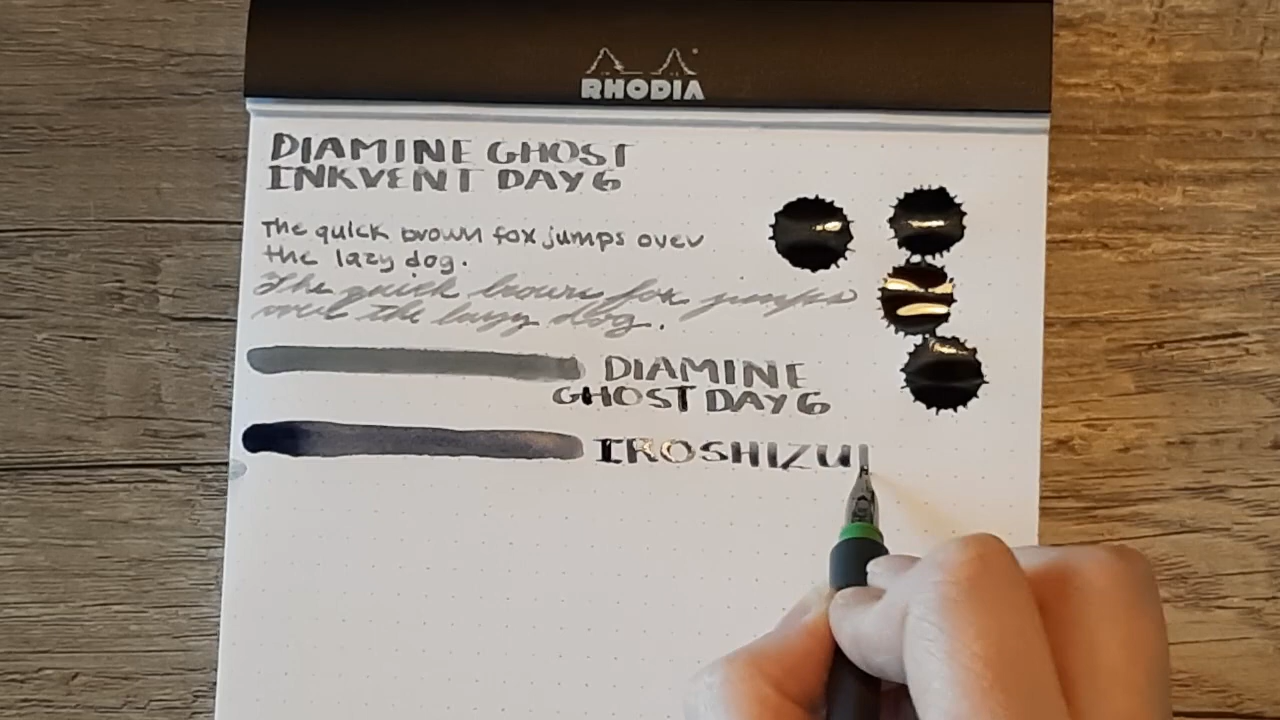 RHODIA
DIAMINE GHOST
INKVENT DAY 6
The quick brown fox jumps over
the lazy dog.
The quick brown fox jumps
over the lazy dog.
DIAMINE
GHOST DAY 6
IROSHIZUI